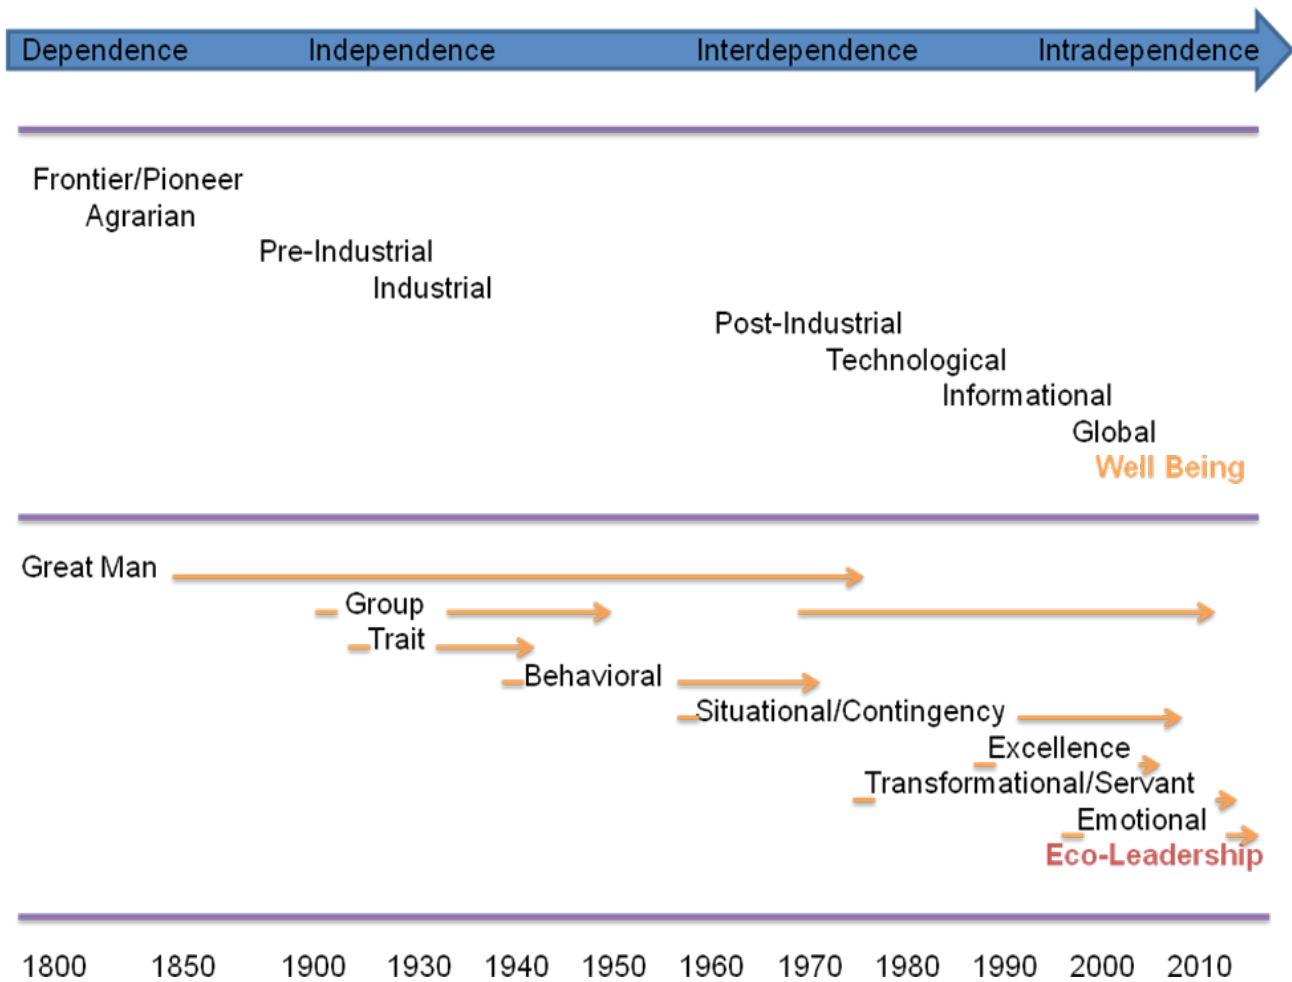 Dependence Independence Interdependence Intradependence
Frontier/Pioneer
Agrarian
Pre-Industrial
Industrial
Post-Industrial
Technological
Informational
Global
Well Being
Great Man
Group
Trait
Behavioral
Situational/Contingency
Excellence
Transformational/Servant
Emotional
Eco-Leadership
1800 1850 1900 1930 1940 1950 1960 1970 1980 1990 2000 2010